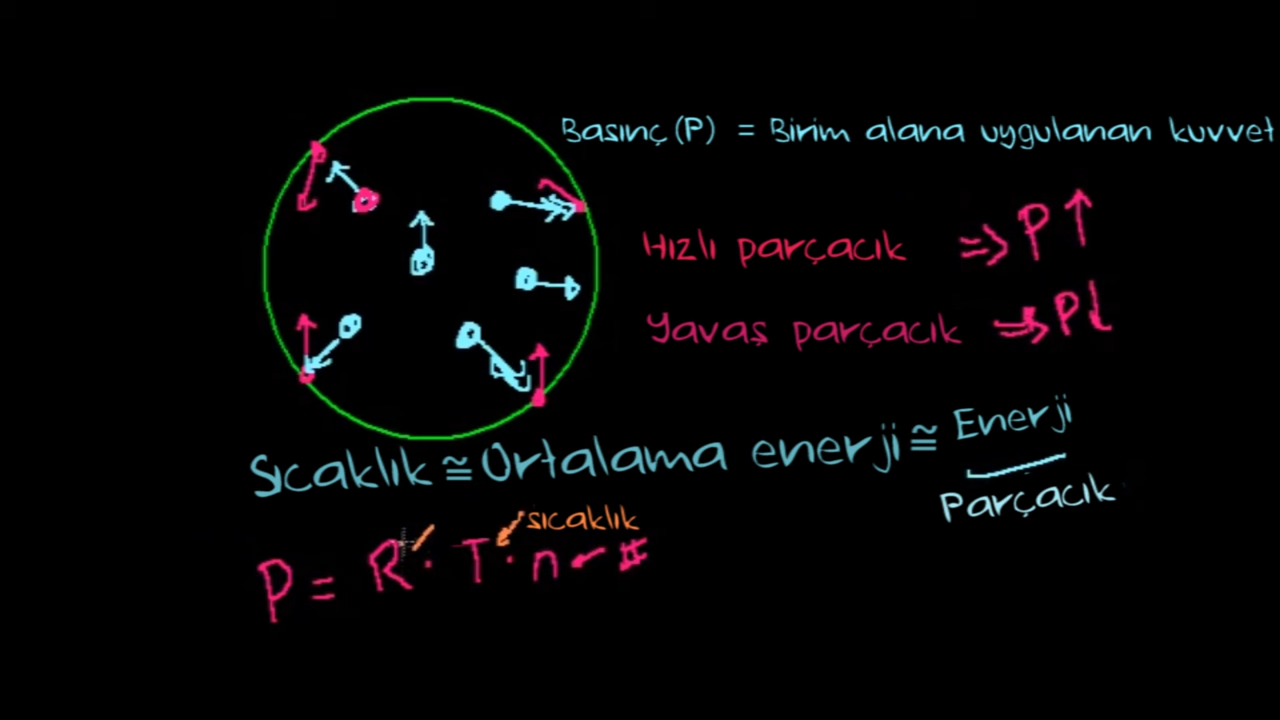 Basınç (P) = Birim alana uygulanan kuvvet
Hızlı parçacık => P ↑
Yavaş parçacık => P ↓
Sıcaklık ≅ Ortalama enerji ≅ Enerji
Parçacık
sıcaklık
P = R · T · n ← #